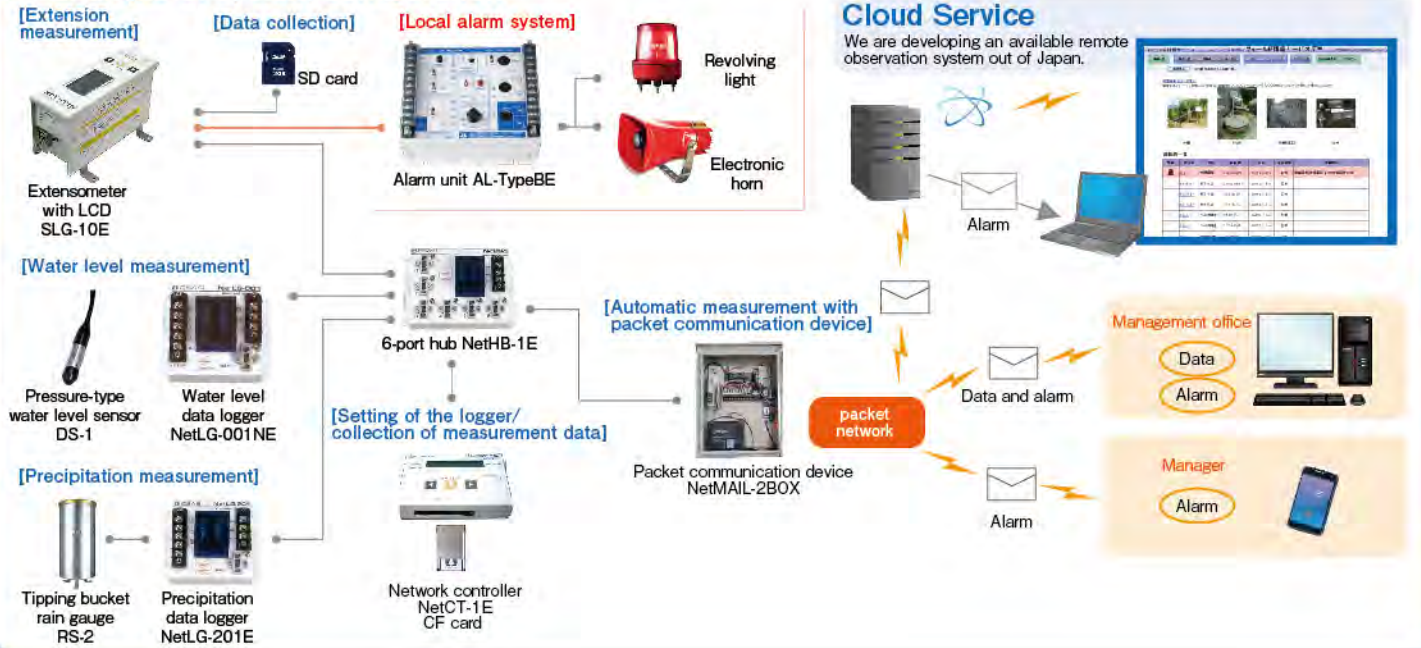 [Extension
measurement]
[Data collection]
[Local alarm system]
SD card
Revolving
light
Electronic
horn
Alarm unit AL-TypeBE
Extensometer
with LCD
SLG-10E
Cloud Service
We are developing an available remote
observation system out of Japan.
Alarm
[Water level measurement]
Pressure-type
water level sensor
DS-1
Water level
data logger
NetLG-001NE
6-port hub NetHB-1E
[Automatic measurement with
packet communication device]
Packet communication device
NetMAIL-2BOX
[Setting of the logger/
collection of measurement data]
Network controller
NetCT-1E
CF card
[Precipitation measurement]
Tipping bucket
rain gauge
RS-2
Precipitation
data logger
NetLG-201E
packet
network
Data and alarm
Management office
Data
Alarm
Alarm
Manager
Alarm